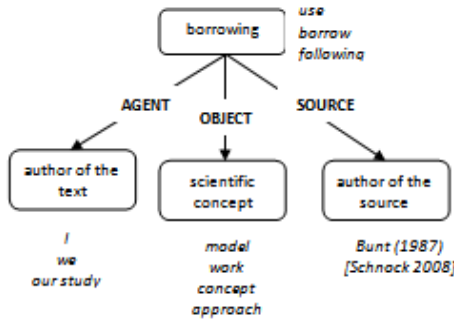 borrowing
use
borrow
following
AGENT
OBJECT
SOURCE
author of the
text
scientific
concept
author of the
source
I
we
our study
model
work
concept
approach
Bunt (1987)
[Schnock 2008]